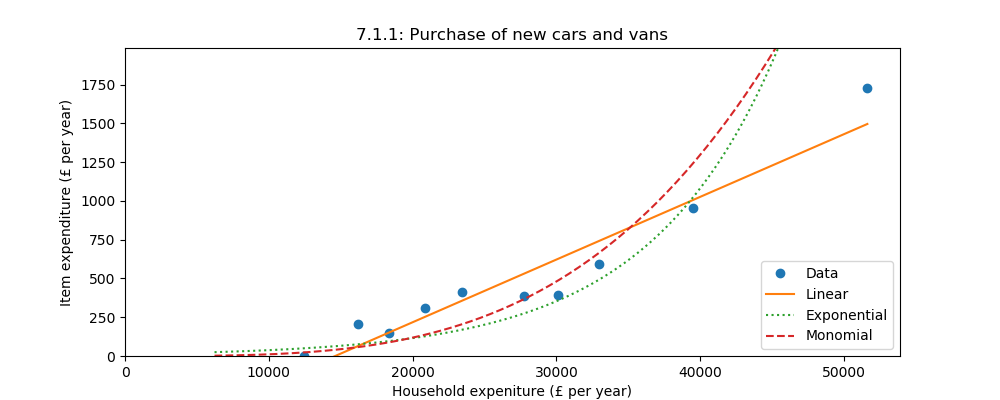 7.1.1: Purchase of new cars and vans
Item expenditure (£ per year)
1750
1500
1250
1000
750
500
250
0
0 10000 20000 30000 40000 50000
Household expeniture (£ per year)
Data
Linear
Exponential
Monomial